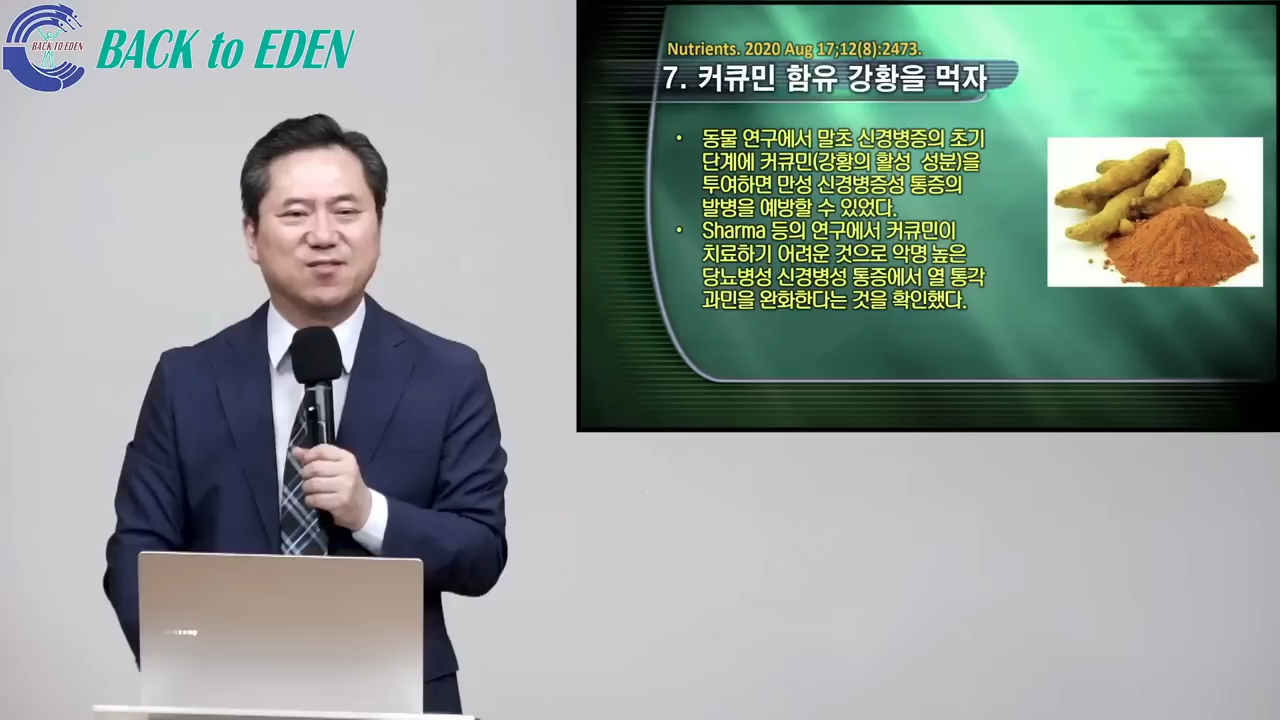 BACK TO EDEN
BACK to EDEN
Nutrients. 2020 Aug 17;12(8):2473.
7. 커큐민 함유 강황을 먹자
• 동물 연구에서 말초 신경병증의 초기
단계에 커큐민(강황의 활성 성분)을
투여하면 만성 신경병증성 통증의
발병을 예방할 수 있었다.
• Sharma 등의 연구에서 커큐민이
치료하기 어려운 것으로 악명 높은
당뇨병성 신경병성 통증에서 열 통각
과민을 완화한다는 것을 확인했다.